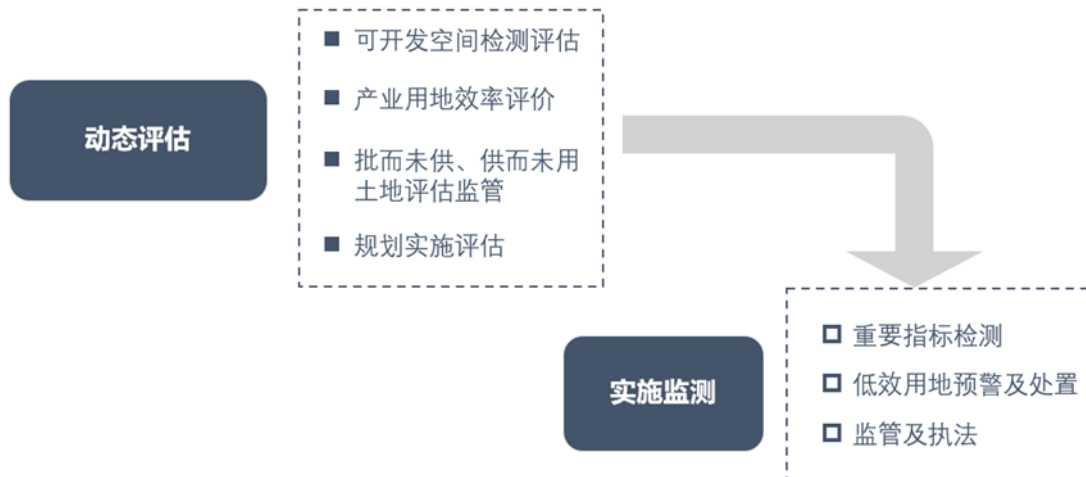 动态评估
可开发空间检测评估
产业用地效率评价
批而未供、供而未用
土地评估监管
规划实施评估
实施监测
重要指标检测
低效用地预警及处置
监管及执法